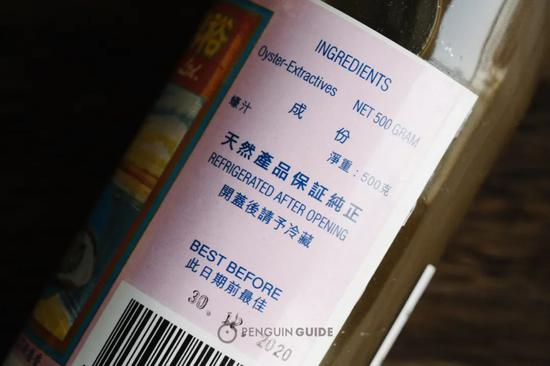 裕
INGREDIENTS
Oyster-Extractives NET 500 GRAM
蠔汁 成份 淨重：500克
天然產品保証純正
REFRIGERATED AFTER OPENING
開蓋後請予冷藏
BEST BEFORE
此日期前最佳
30. 2020
PENGUIN GUIDE